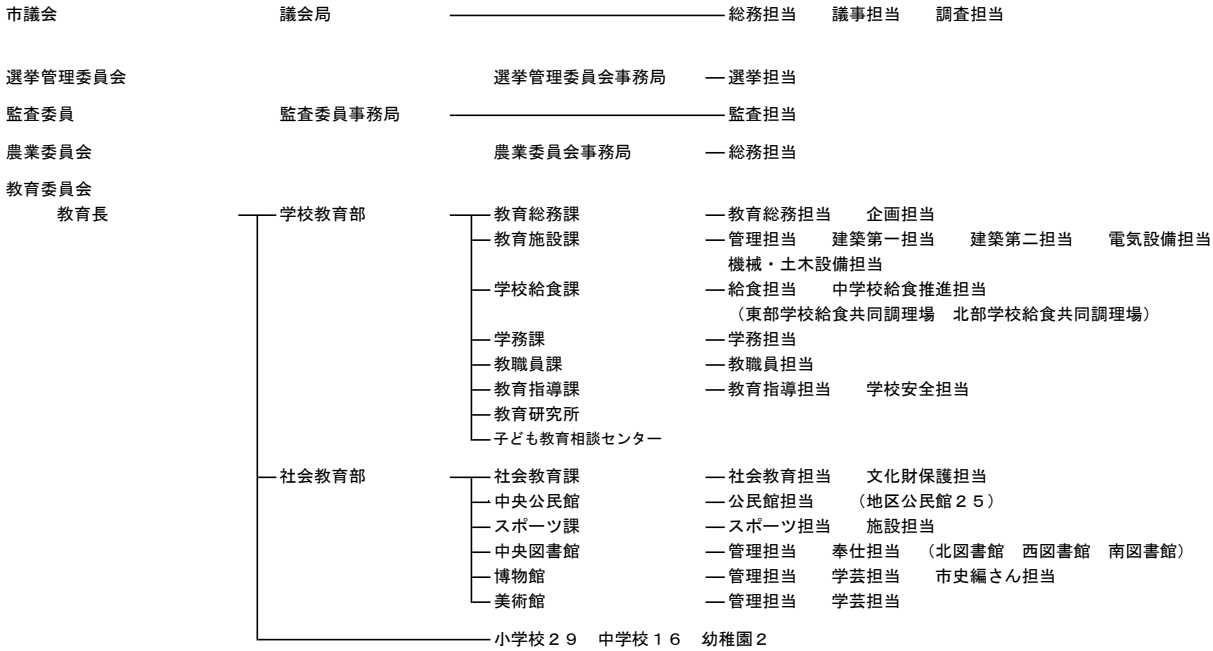 市議会　議会局　総務担当　議事担当　調査担当
選挙管理委員会　選挙管理委員会事務局　選挙担当
監査委員　監査委員事務局　監査担当
農業委員会　農業委員会事務局　総務担当
教育委員会
教育長　学校教育部　教育総務課　教育総務担当　企画担当
教育施設課　管理担当　建築第一担当　建築第二担当　電気設備担当
機械・土木設備担当
学校給食課　給食担当　中学校給食推進担当
（東部学校給食共同調理場　北部学校給食共同調理場）
学務課　学務担当
教職員課　教職員担当
教育指導課　教育指導担当　学校安全担当
教育研究所
子ども教育相談センター
社会教育部　社会教育課　社会教育担当　文化財保護担当
中央公民館　公民館担当　（地区公民館２５）
スポーツ課　スポーツ担当　施設担当
中央図書館　管理担当　奉仕担当　（北図書館　西図書館　南図書館）
博物館　管理担当　学芸担当　市史編さん担当
美術館　管理担当　学芸担当
小学校２９　中学校１６　幼稚園２